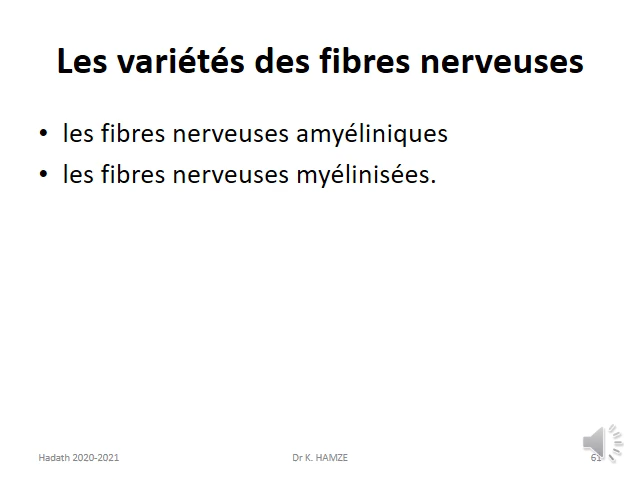 Les variétés des fibres nerveuses
• les fibres nerveuses amyéliniques
• les fibres nerveuses myélinisées.
Hadath 2020-2021
Dr K. HAMZE
61